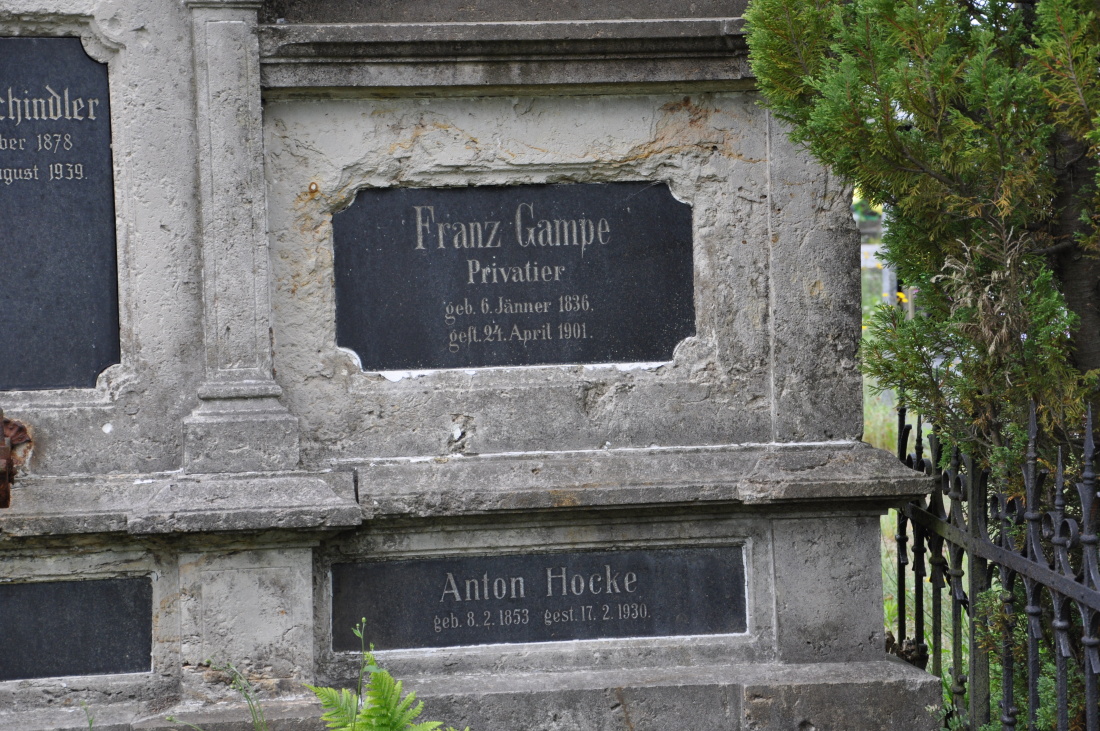 chindler
ber 1878
ugust 1939.
Franz Gampe
Privatier
geb. 6. Jänner 1836.
gest. 24. April 1901.
Anton Hocke
geb. 8. 2. 1853 gest. 17. 2. 1930.